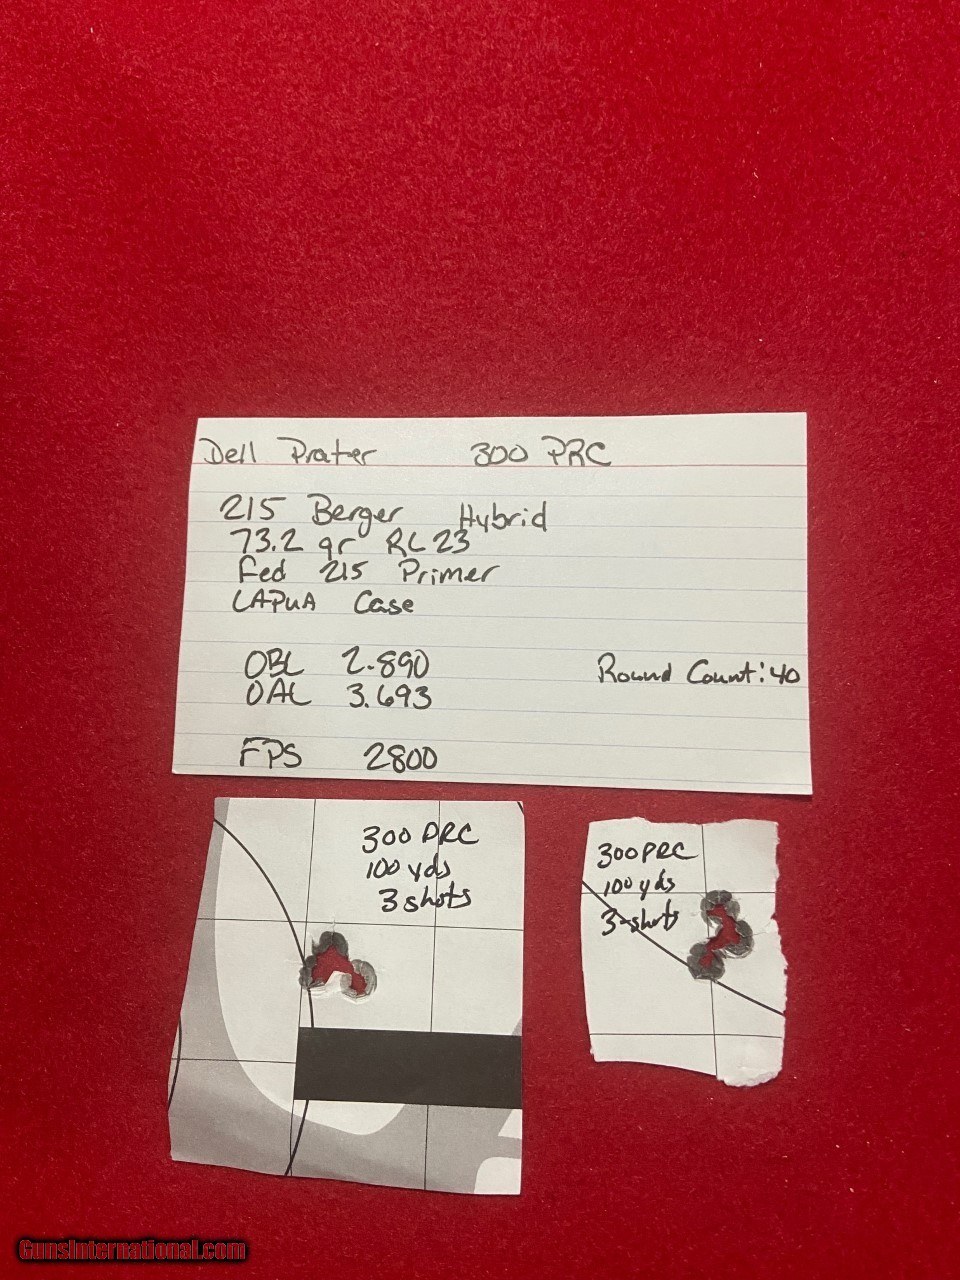 Dell Prater 300 PRC
215 Berger Hybrid
73.2 gr RL 23
Fed 215 Primer
LAPUA Case
OBL 2.890
OAL 3.693
Round Count: 40
FPS 2800
300 PRC
100 yds
3 shots
300 PRC
100 yds
3-shots
GunsInternational.com